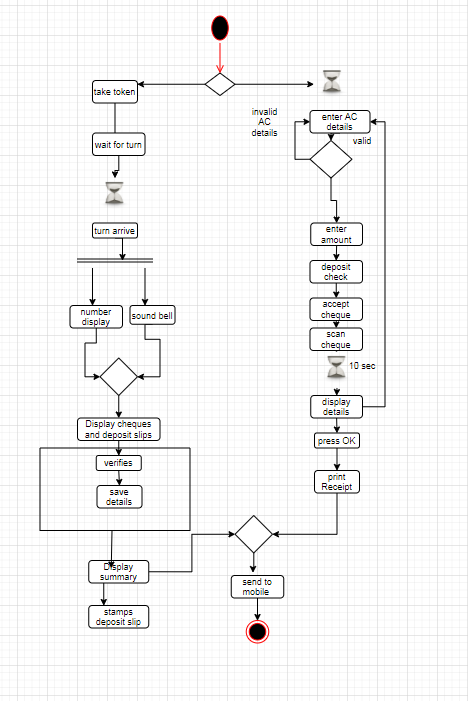 take token
invalid
AC
details
enter AC
details
valid
wait for turn
turn arrive
enter
amount
deposit
check
number
display
sound bell
accept
cheque
scan
cheque
10 sec
display
details
Display cheques
and deposit slips
press OK
verifies
save
details
print
Receipt
Display
summary
send to
mobile
stamps
deposit slip